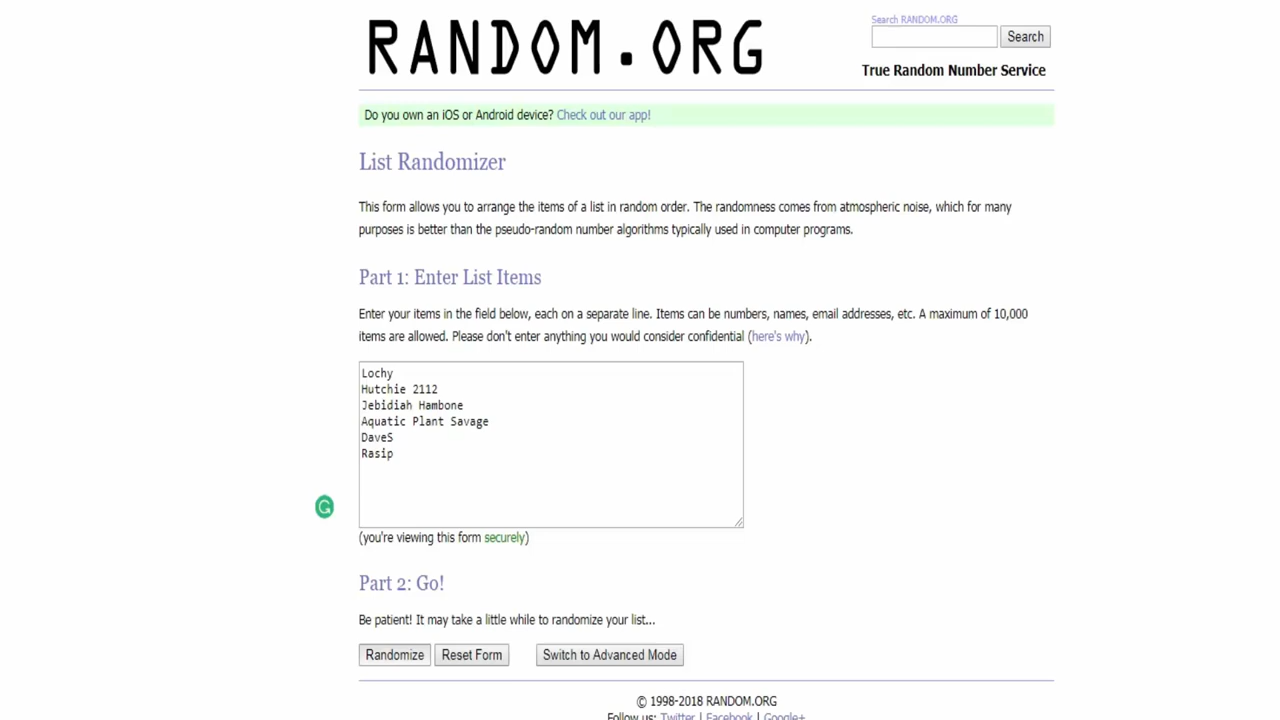 RANDOM.ORG
Search RANDOM.ORG
Search
True Random Number Service
Do you own an iOS or Android device? Check out our app!
List Randomizer
This form allows you to arrange the items of a list in random order. The randomness comes from atmospheric noise, which for many
purposes is better than the pseudo-random number algorithms typically used in computer programs.
Part 1: Enter List Items
Enter your items in the field below, each on a separate line. Items can be numbers, names, email addresses, etc. A maximum of 10,000
items are allowed. Please don't enter anything you would consider confidential (here's why).
Lochy
Hutchie 2112
Jebidiah Hambone
Aquatic Plant Savage
DaveS
Rasip
G
(you're viewing this form securely)
Part 2: Go!
Be patient! It may take a little while to randomize your list...
Randomize Reset Form Switch to Advanced Mode
© 1998-2018 RANDOM.ORG
Follow us: Twitter | Facebook | Google+